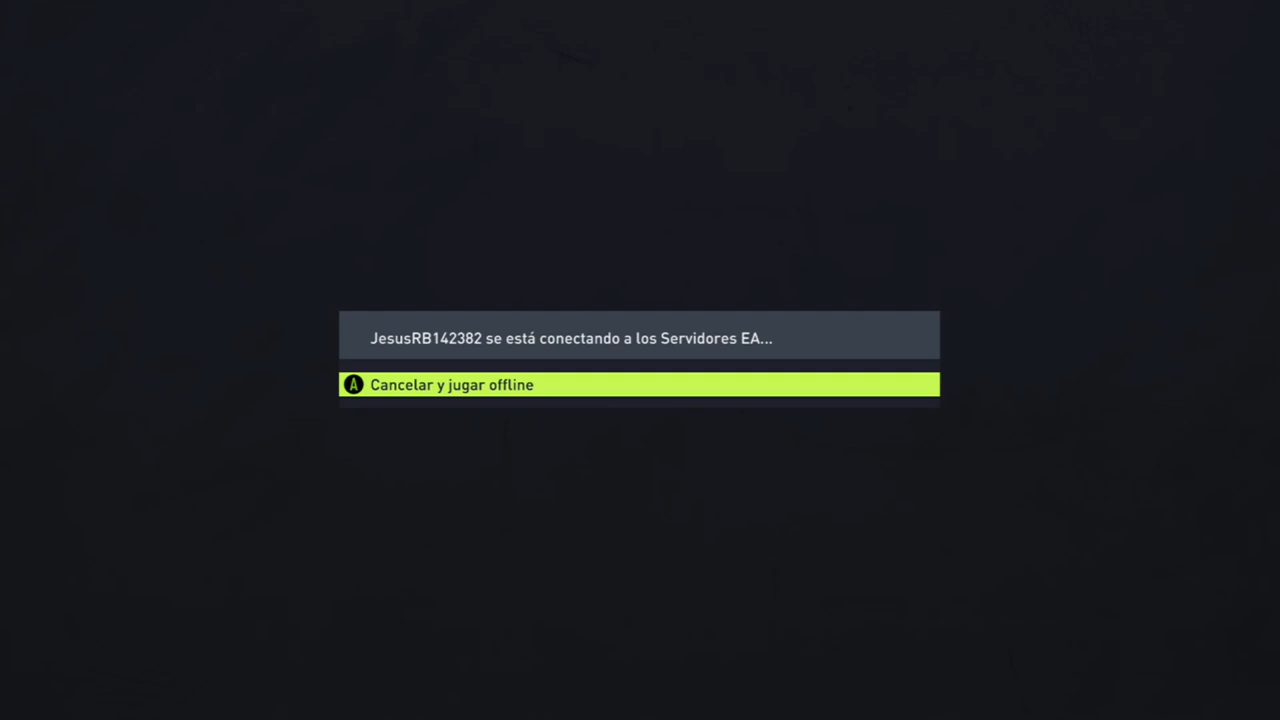 JesusRB142382 se está conectando a los Servidores EA...
A Cancelar y jugar offline